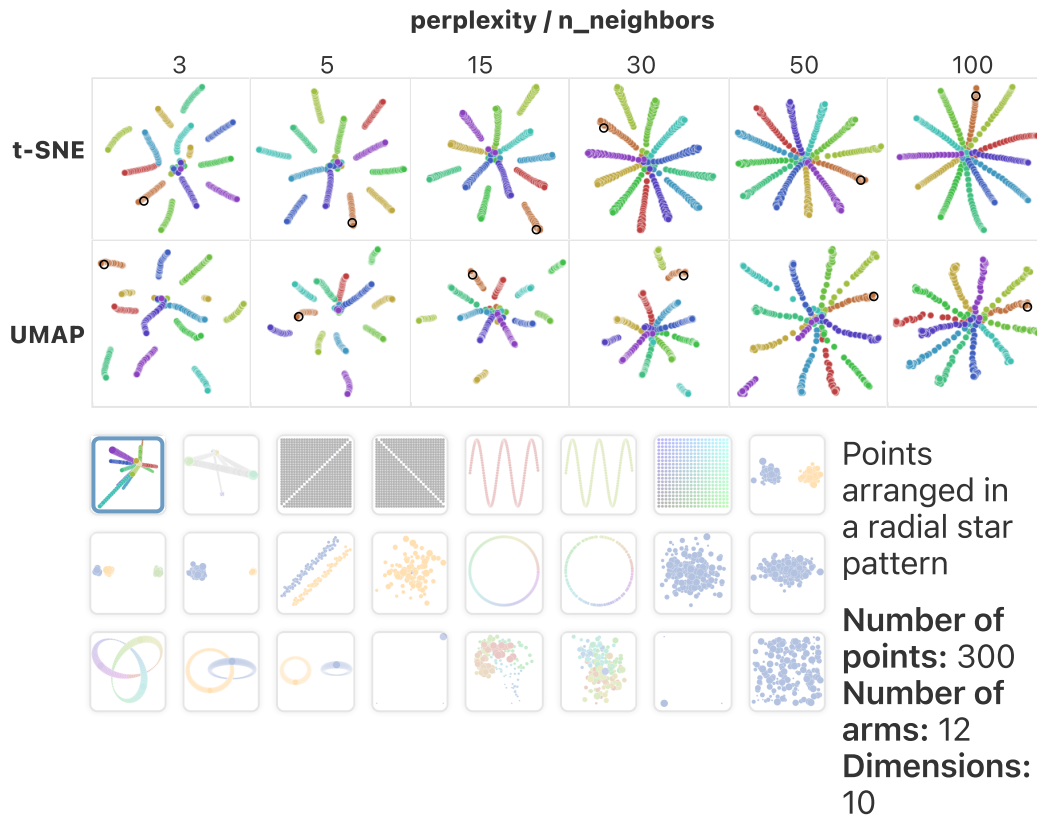 perplexity / n_neighbors
3 5 15 30 50 100
t-SNE
UMAP
Points
arranged in
a radial star
pattern
Number of
points: 300
Number of
arms: 12
Dimensions:
10